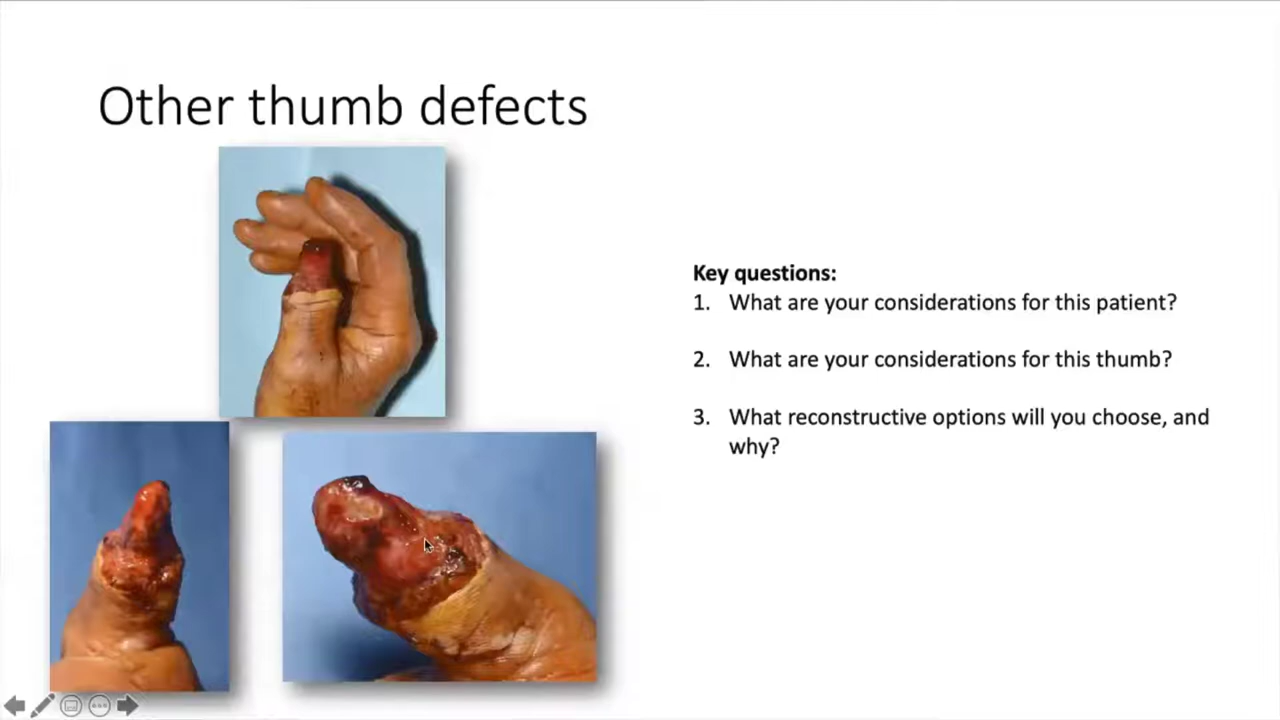 Other thumb defects
Key questions:
1. What are your considerations for this patient?
2. What are your considerations for this thumb?
3. What reconstructive options will you choose, and
why?